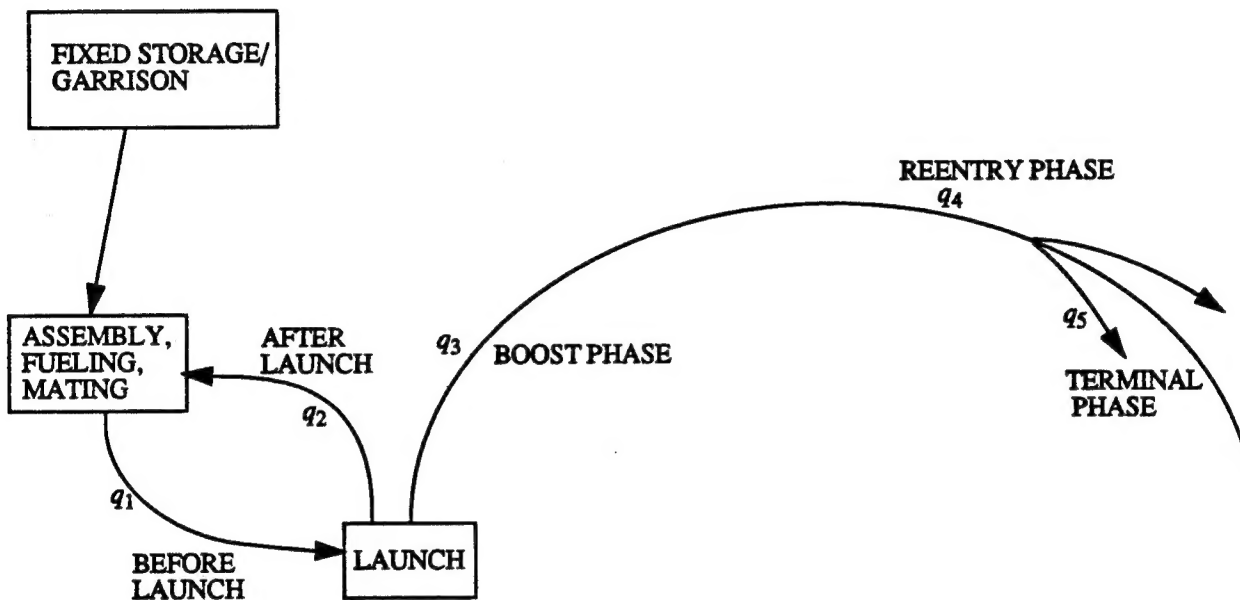 FIXED STORAGE/
GARRISON
REENTRY PHASE
q4
ASSEMBLY,
FUELING,
MATING
AFTER
LAUNCH
q2
q3
BOOST PHASE
q5
TERMINAL
PHASE
q1
BEFORE
LAUNCH
LAUNCH